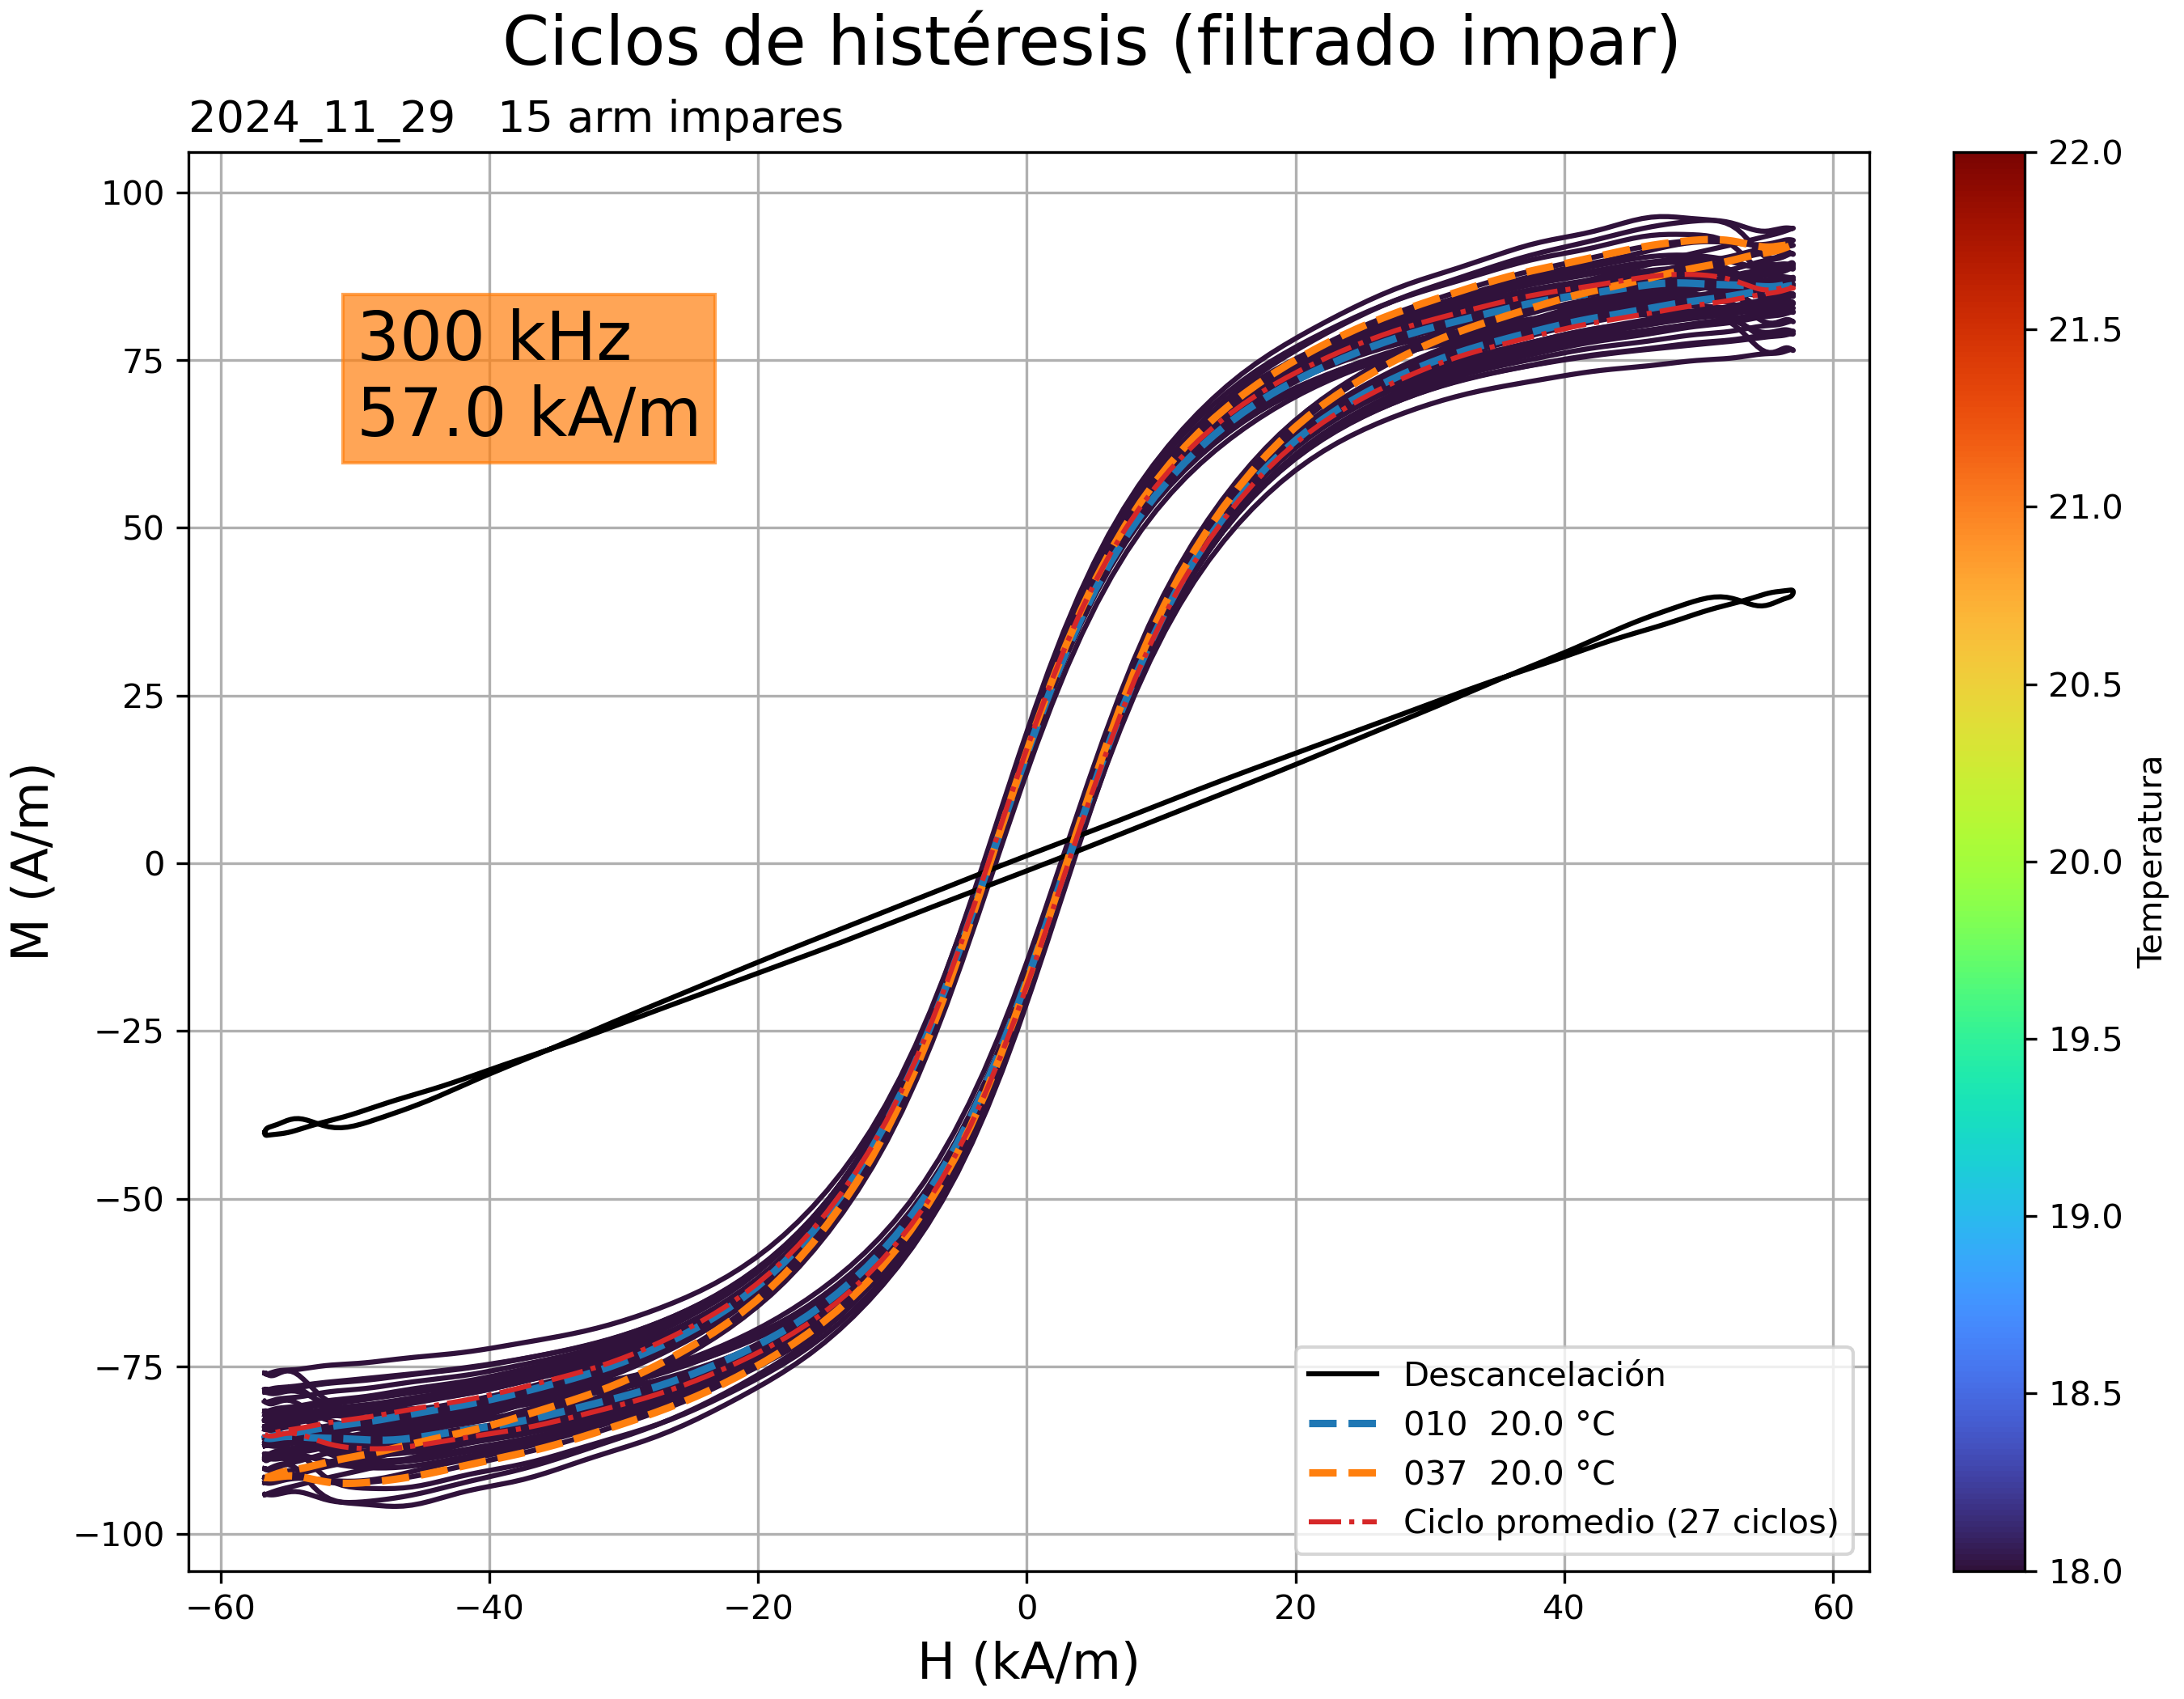 Ciclos de histéresis (filtrado impar)
2024_11_29   15 arm impares
300 kHz
57.0 kA/m
M (A/m)
100
75
50
25
0
−25
−50
−75
−100
−60
−40
−20
0
20
40
60
H (kA/m)
Descancelación
010  20.0 °C
037  20.0 °C
Ciclo promedio (27 ciclos)
22.0
21.5
21.0
20.5
20.0
19.5
19.0
18.5
18.0
Temperatura